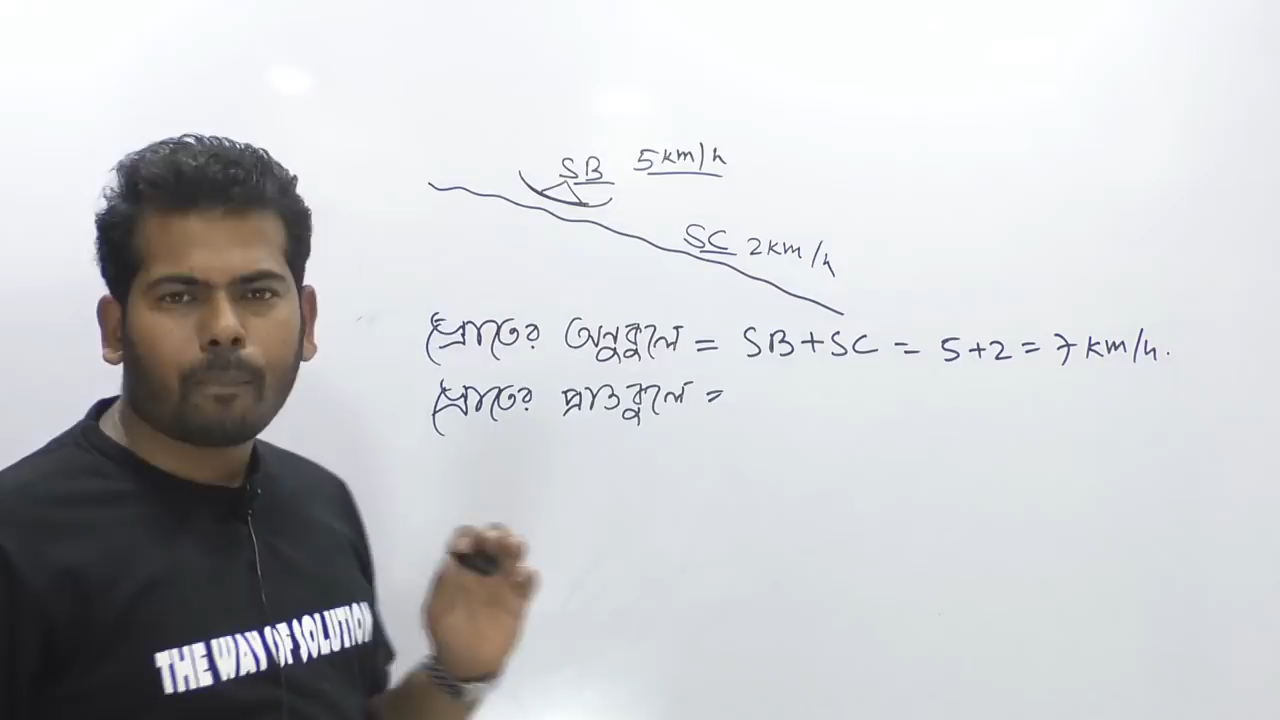 SB 5km/h
SC 2km/h
স্রোতের অনুকুলে = SB+SC = 5+2 = 7 km/h.
স্রোতের প্রতিকুলে =
THE WAY OF SOLUTION